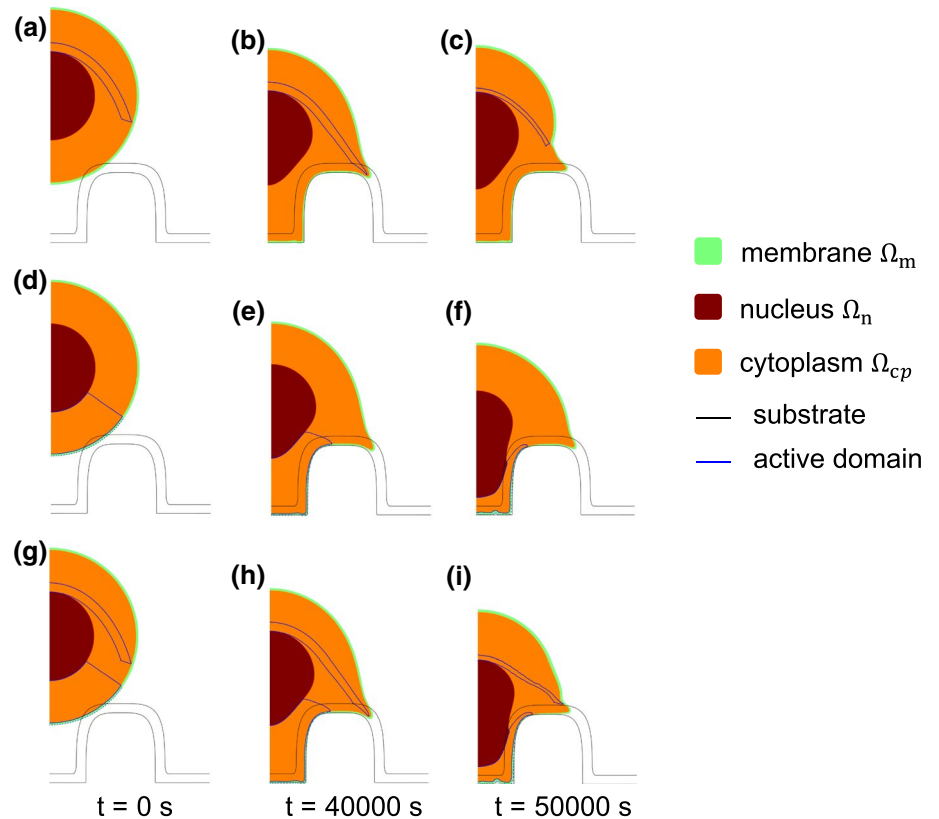 (a)
(b)
(c)
(d)
(e)
(f)
(g)
(h)
(i)
membrane Ωm
nucleus Ωn
cytoplasm Ωcp
substrate
active domain
t = 0 s
t = 40000 s
t = 50000 s